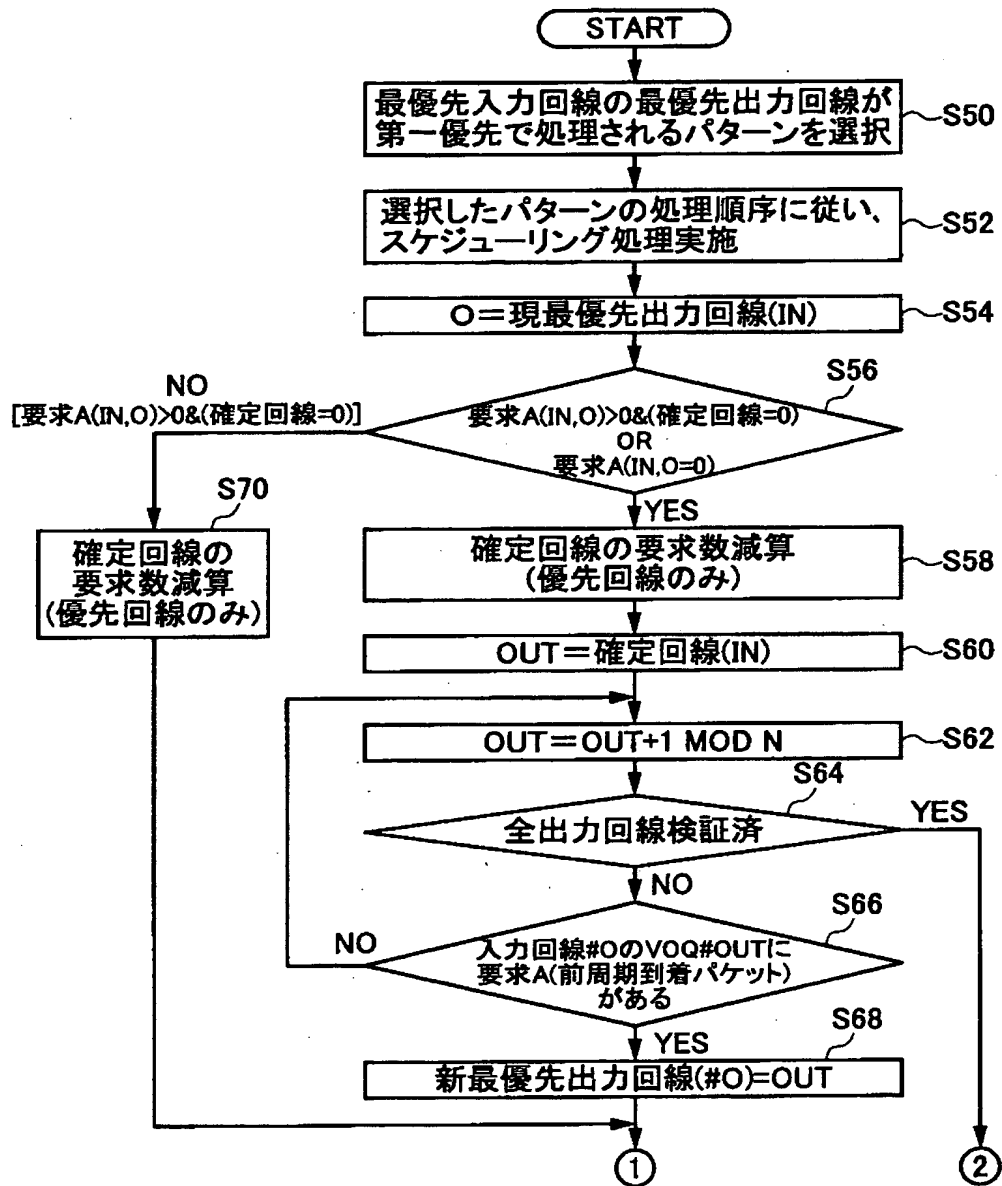 START
最優先入力回線の最優先出力回線が
第一優先で処理されるパターンを選択
S50
選択したパターンの処理順序に従い、
スケジューリング処理実施
S52
O=現最優先出力回線(IN)
S54
S56
NO
[要求A(IN,O)>0&(確定回線=0)]
要求A(IN,O)>0&(確定回線=0)
OR
要求A(IN,O=0)
YES
S70
確定回線の
要求数減算
(優先回線のみ)
確定回線の要求数減算
(優先回線のみ)
S58
OUT=確定回線(IN)
S60
OUT=OUT+1 MOD N
S62
S64
全出力回線検証済
YES
NO
S66
NO
入力回線#OのVOQ#OUTに
要求A(前周期到着パケット)
がある
YES
S68
新最優先出力回線(#O)=OUT
①
②